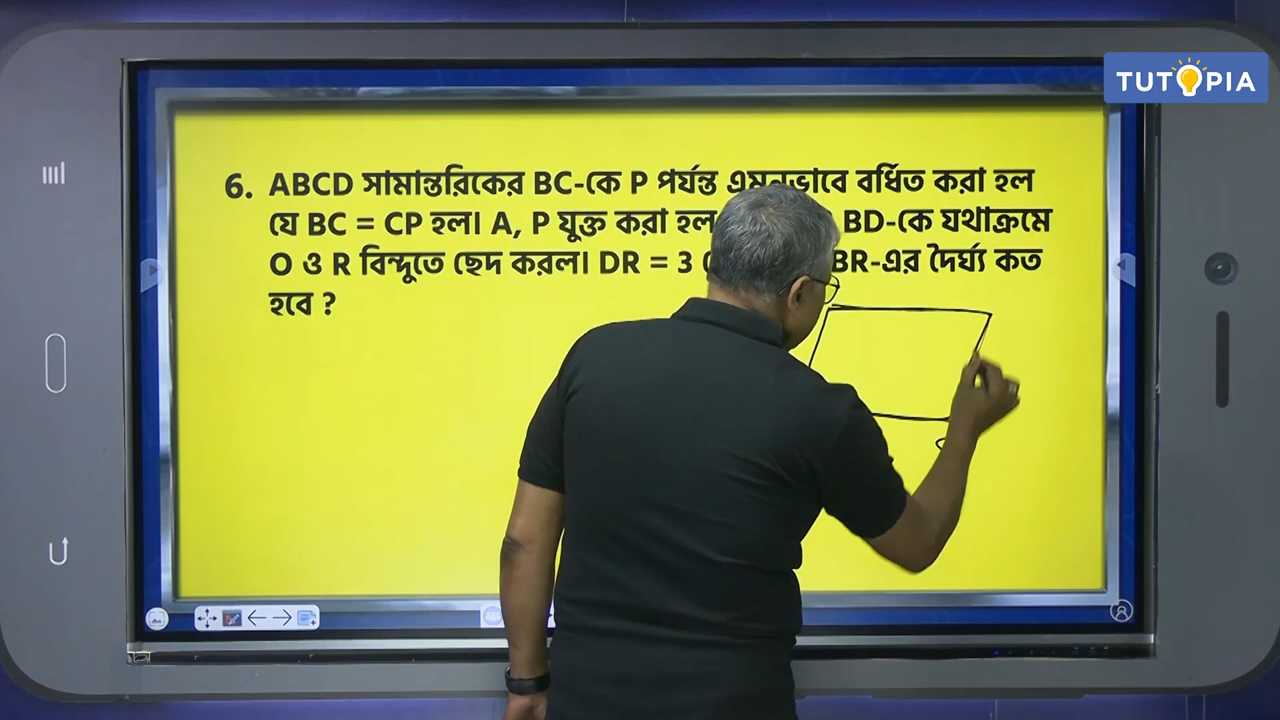 TUTOPIA
6. ABCD সামান্তরিকের BC-কে P পর্যন্ত এমনভাবে বর্ধিত করা হল
যে BC = CP হল। A, P যুক্ত করা হল BD-কে যথাক্রমে
O ও R বিন্দুতে ছেদ করল। DR = 3 BR-এর দৈর্ঘ্য কত
হবে ?